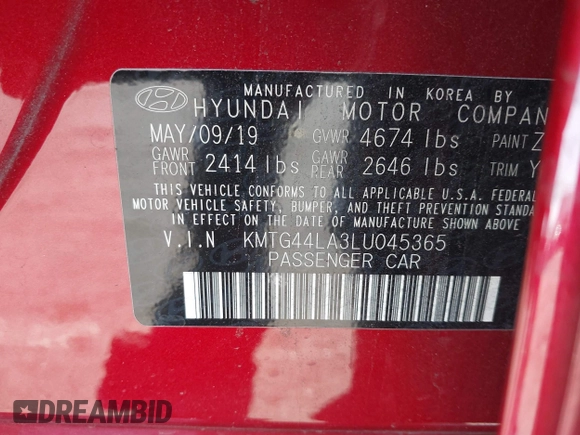 MANUFACTURED IN KOREA BY
HYUNDAI MOTOR COMPAN
MAY/09/19 GVWR 4674 lbs PAINT Z
GAWR FRONT 2414 lbs GAWR REAR 2646 lbs TRIM Y
THIS VEHICLE CONFORMS TO ALL APPLICABLE U.S.A. FEDERAL
MOTOR VEHICLE SAFETY, BUMPER, AND THEFT PREVENTION STANDA
IN EFFECT ON THE DATE OF MANUFACTURE SHOWN ABOVE.
V.I.N KMTG44LA3LU045365
PASSENGER CAR
DREAMBID